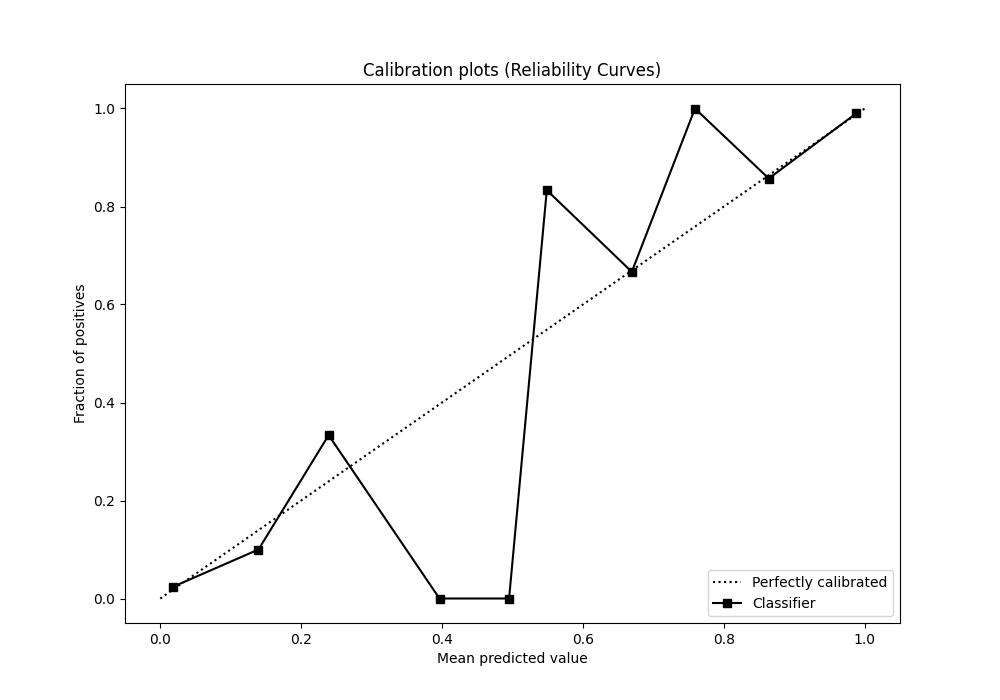 Calibration plots (Reliability Curves)
1.0
0.8
0.6
0.4
0.2
0.0
Fraction of positives
0.0 0.2 0.4 0.6 0.8 1.0
Mean predicted value
Perfectly calibrated
Classifier